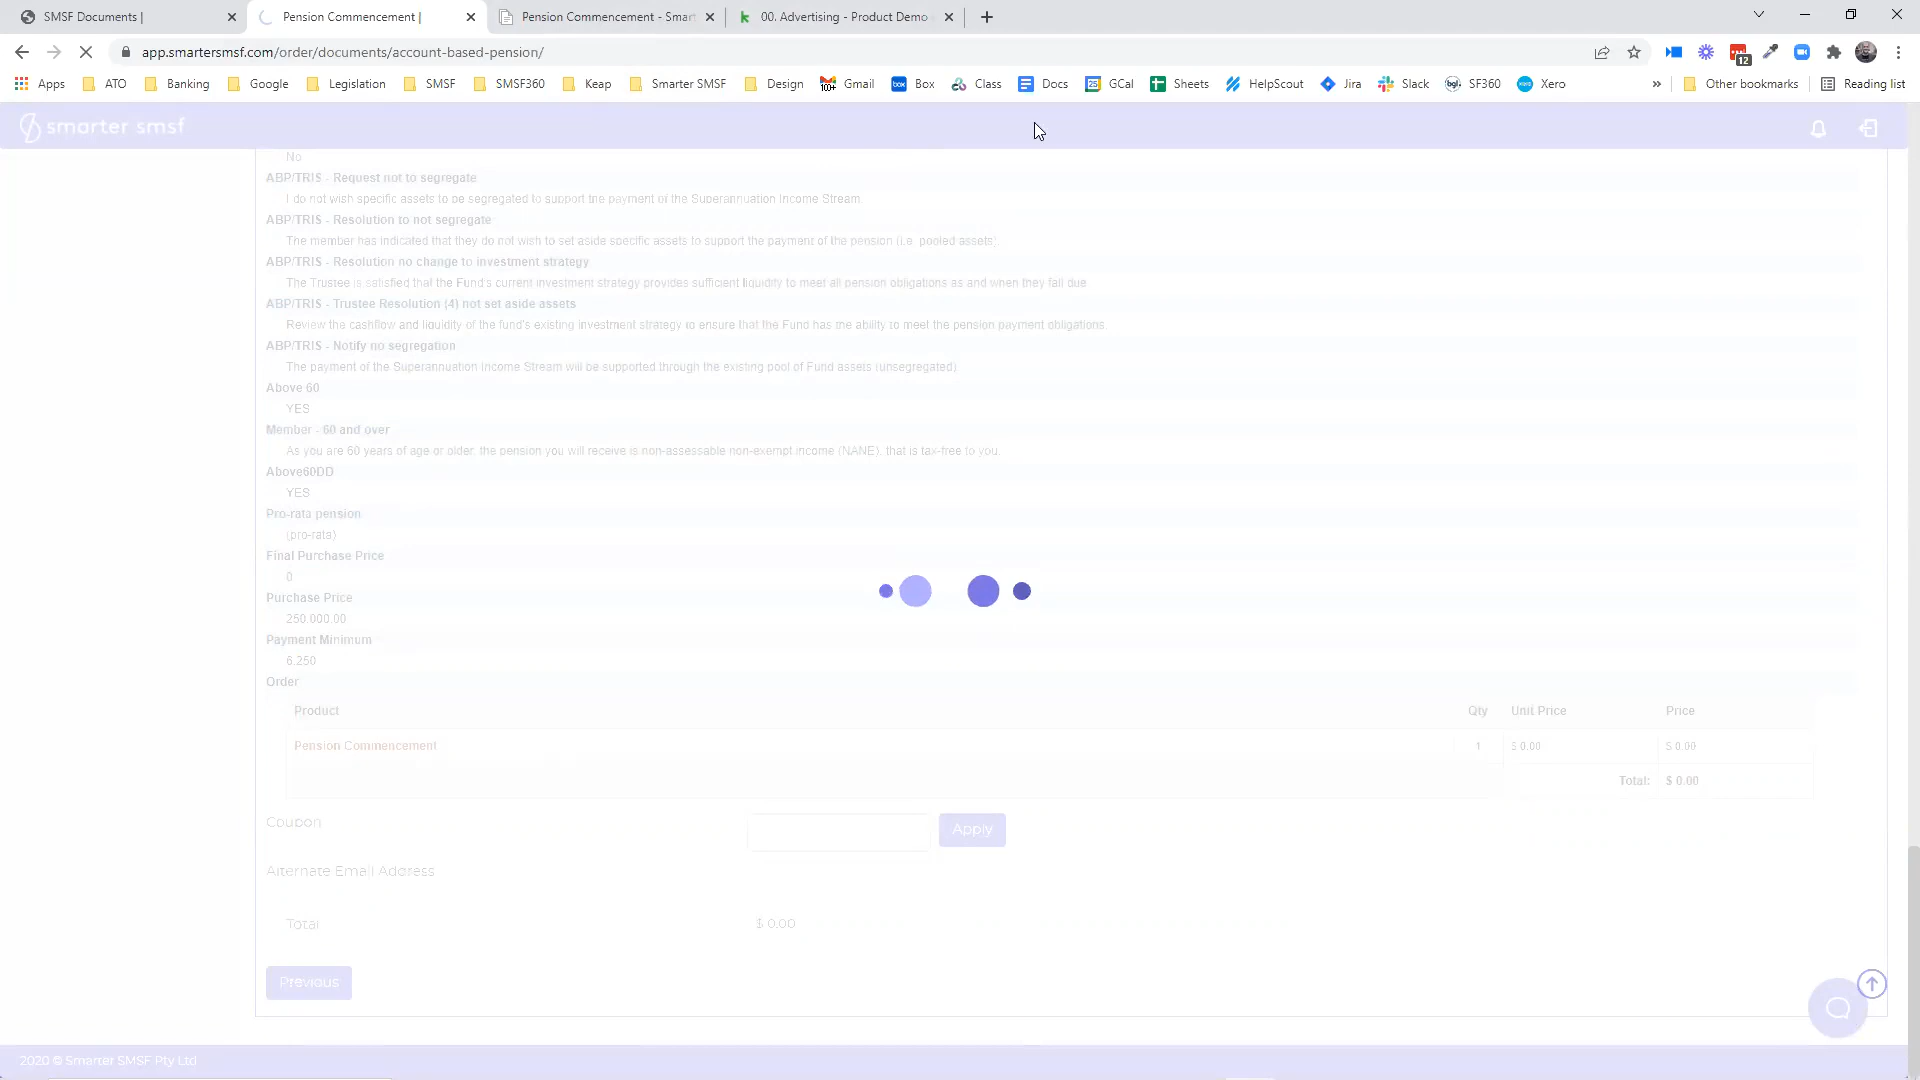 SMSF Documents |
Pension Commencement |
Pension Commencement - Smar
00. Advertising - Product Demo
app.smartersmsf.com/order/documents/account-based-pension/
12
Apps
ATO
Banking
Google
Legislation
SMSF
SMSF360
Keap
Smarter SMSF
Design
100+
Gmail
box
Box
Class
Docs
25
GCal
Sheets
HelpScout
Jira
Slack
bgl
SF360
Xero
»
Other bookmarks
Reading list
smarter smsf
No
ABP/TRIS - Request not to segregate
I do not wish specific assets to be segregated to support the payment of the Superannuation Income Stream.
ABP/TRIS - Resolution to not segregate
The member has indicated that they do not wish to set aside specific assets to support the payment of the pension (i.e. pooled assets).
ABP/TRIS - Resolution no change to investment strategy
The Trustee is satisfied that the Fund's current investment strategy provides sufficient liquidity to meet all pension obligations as and when they fall due
ABP/TRIS - Trustee Resolution (4) not set aside assets
Review the cashflow and liquidity of the fund's existing investment strategy to ensure that the Fund has the ability to meet the pension payment obligations.
ABP/TRIS - Notify no segregation
The payment of the Superannuation Income Stream will be supported through the existing pool of Fund assets (unsegregated).
Above 60
YES
Member - 60 and over
As you are 60 years of age or older, the pension you will receive is non-assessable non-exempt income (NANE), that is tax-free to you.
Above60DD
YES
Pro-rata pension
(pro-rata)
Final Purchase Price
0
Purchase Price
250,000.00
Payment Minimum
6,250
Order
Product Qty Unit Price Price
Pension Commencement 1 $ 0.00 $ 0.00
Total: $ 0.00
Coupon
Apply
Alternate Email Address
Total $ 0.00
Previous
2020 © Smarter SMSF Pty Ltd